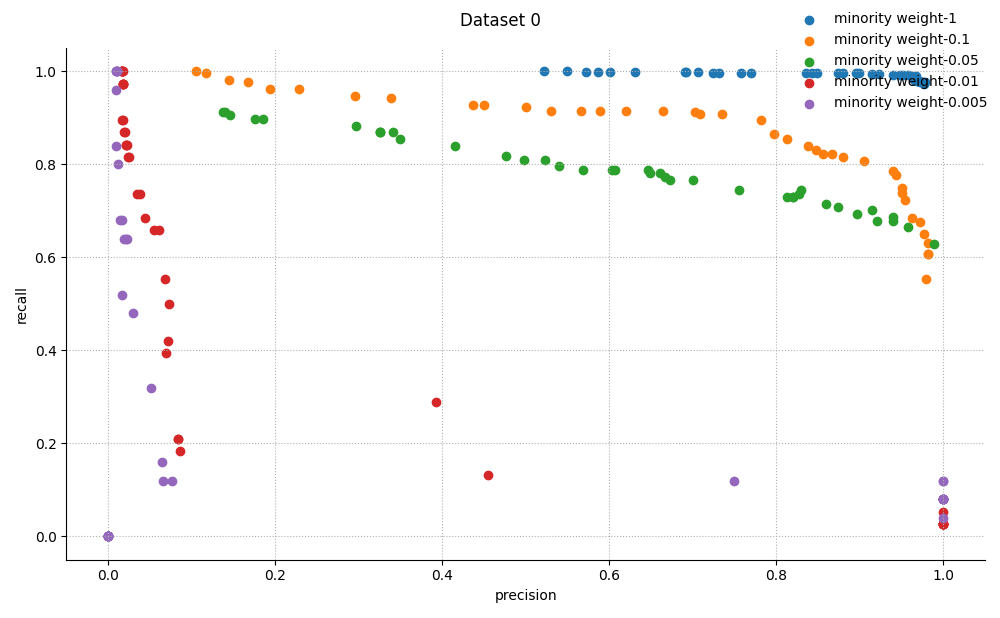 Dataset 0
minority weight-1
minority weight-0.1
minority weight-0.05
minority weight-0.01
minority weight-0.005
1.0
0.8
0.6
0.4
0.2
0.0
recall
0.0 0.2 0.4 0.6 0.8 1.0
precision